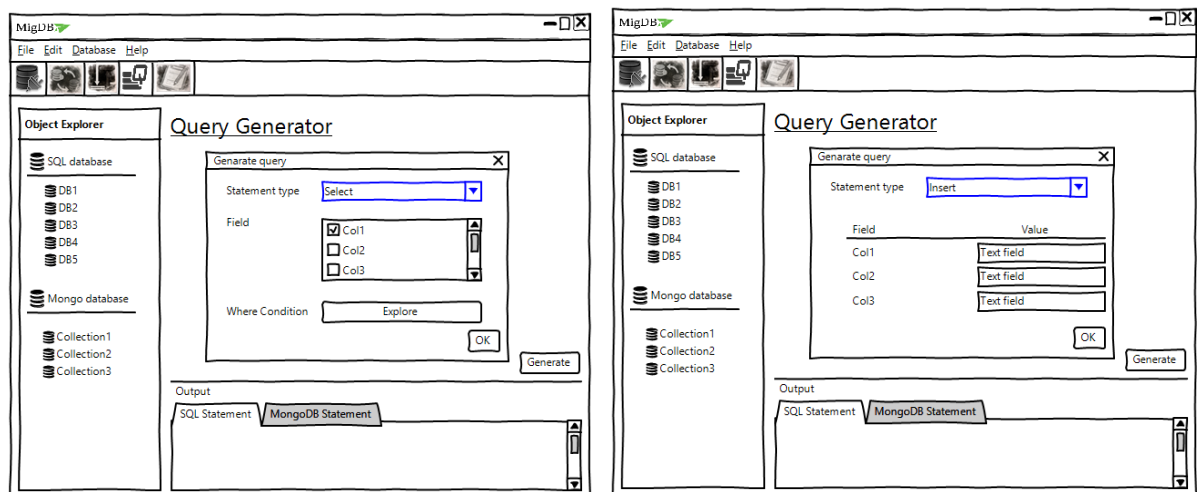 MigDB:
File Edit Database Help
Object Explorer
SQL database
DB1
DB2
DB3
DB4
DB5
Mongo database
Collection1
Collection2
Collection3
Query Generator
Genarate query
Statement type Select
Field
Col1
Col2
Col3
Where Condition Explore
OK
Generate
Output
SQL Statement MongoDB Statement
MigDB:
File Edit Database Help
Object Explorer
SQL database
DB1
DB2
DB3
DB4
DB5
Mongo database
Collection1
Collection2
Collection3
Query Generator
Genarate query
Statement type Insert
Field Value
Col1 Text field
Col2 Text field
Col3 Text field
OK
Generate
Output
SQL Statement MongoDB Statement